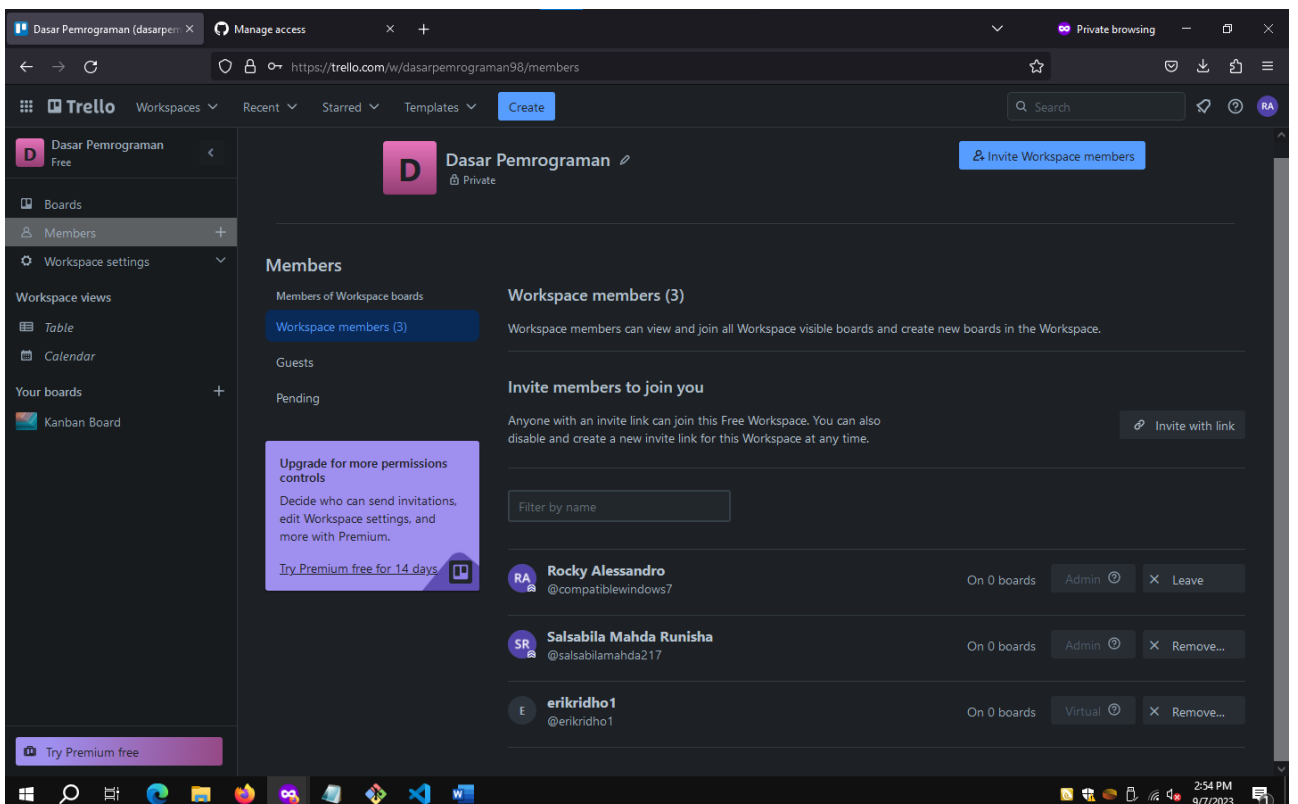 Dasar Pemrograman (dasarpem
Manage access
Private browsing
https://trello.com/w/dasarpemrograman98/members
Trello
Workspaces
Recent
Starred
Templates
Create
Search
RA
D
Dasar Pemrograman
Free
Boards
Members
Workspace settings
Workspace views
Table
Calendar
Your boards
Kanban Board
Try Premium free
D
Dasar Pemrograman
Private
Invite Workspace members
Members
Members of Workspace boards
Workspace members (3)
Guests
Pending
Upgrade for more permissions
controls
Decide who can send invitations,
edit Workspace settings, and
more with Premium.
Try Premium free for 14 days
Workspace members (3)
Workspace members can view and join all Workspace visible boards and create new boards in the Workspace.
Invite members to join you
Anyone with an invite link can join this Free Workspace. You can also
disable and create a new invite link for this Workspace at any time.
Invite with link
Filter by name
RA
Rocky Alessandro
@compatiblewindows7
On 0 boards
Admin
Leave
SR
Salsabila Mahda Runisha
@salsabilamahda217
On 0 boards
Admin
Remove...
E
erikridho1
@erikridho1
On 0 boards
Virtual
Remove...
2:54 PM
9/7/2023